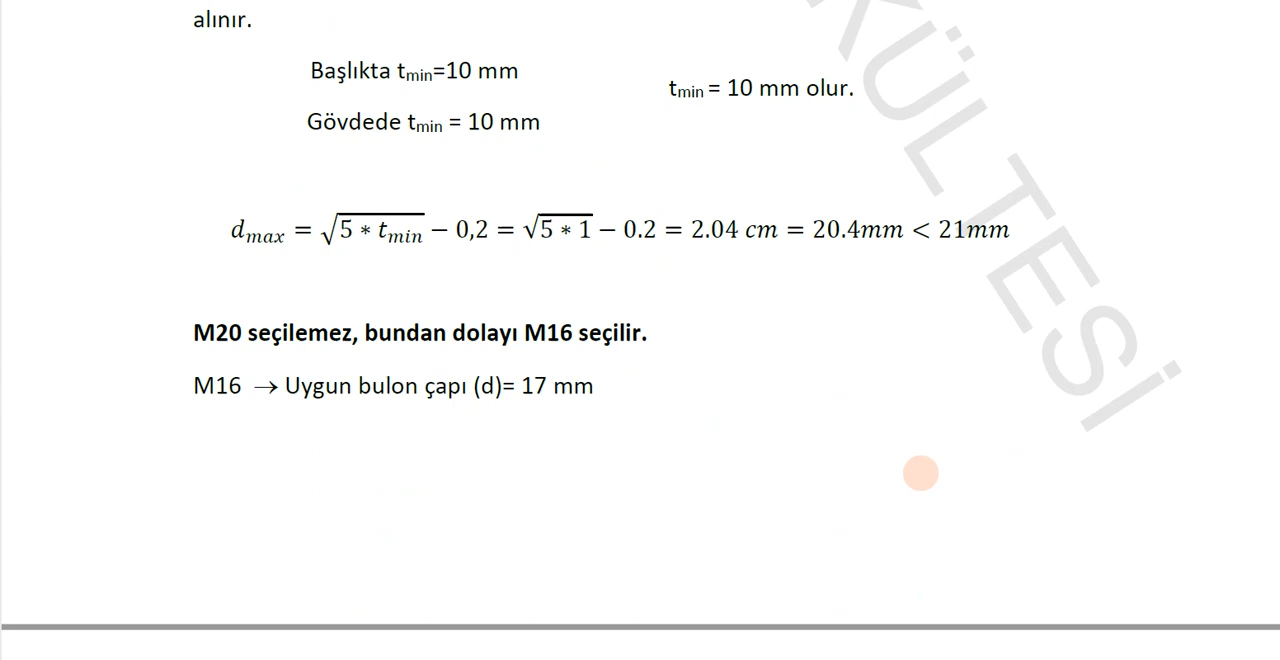 alınır.
Başlıkta tmin=10 mm
tmin = 10 mm olur.
Gövdede tmin = 10 mm
dmax = √5 * tmin − 0,2 = √5 * 1 − 0.2 = 2.04 cm = 20.4mm < 21mm
M20 seçilemez, bundan dolayı M16 seçilir.
M16 → Uygun bulon çapı (d)= 17 mm
KÜLTESİ